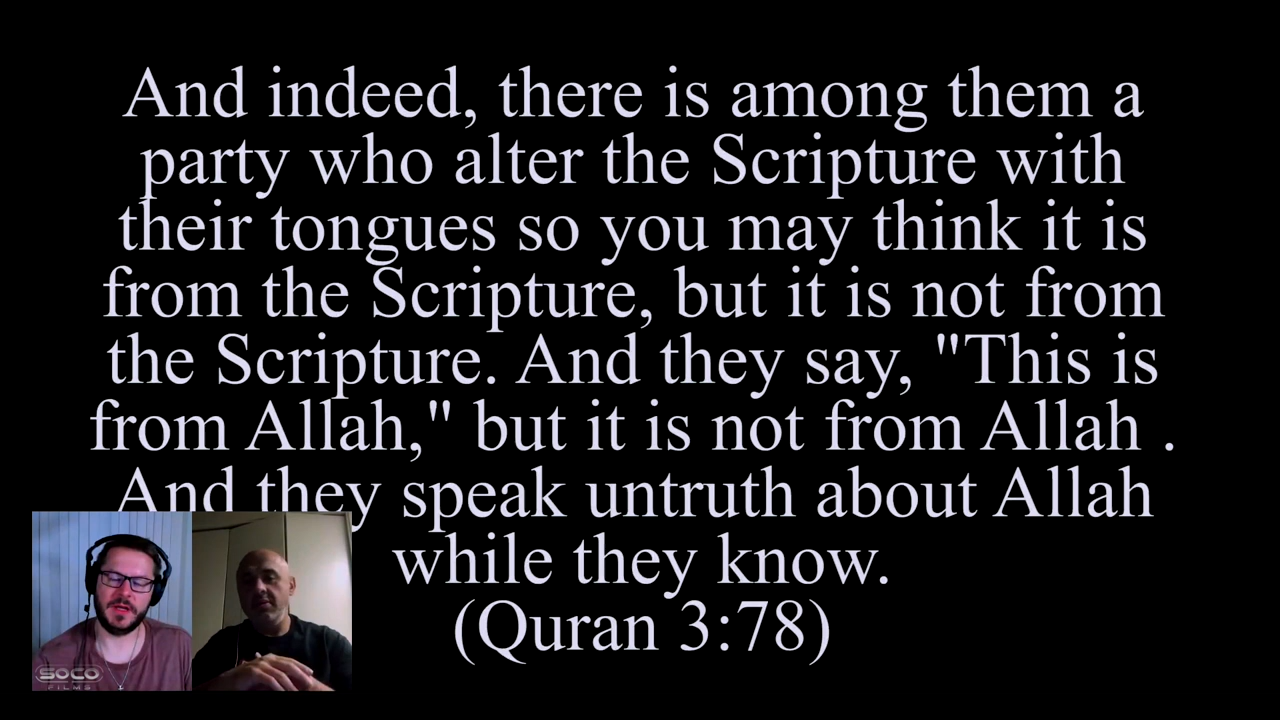 And indeed, there is among them a
party who alter the Scripture with
their tongues so you may think it is
from the Scripture, but it is not from
the Scripture. And they say, "This is
from Allah," but it is not from Allah .
And they speak untruth about Allah
while they know.
(Quran 3:78)
SOCO
FILMS